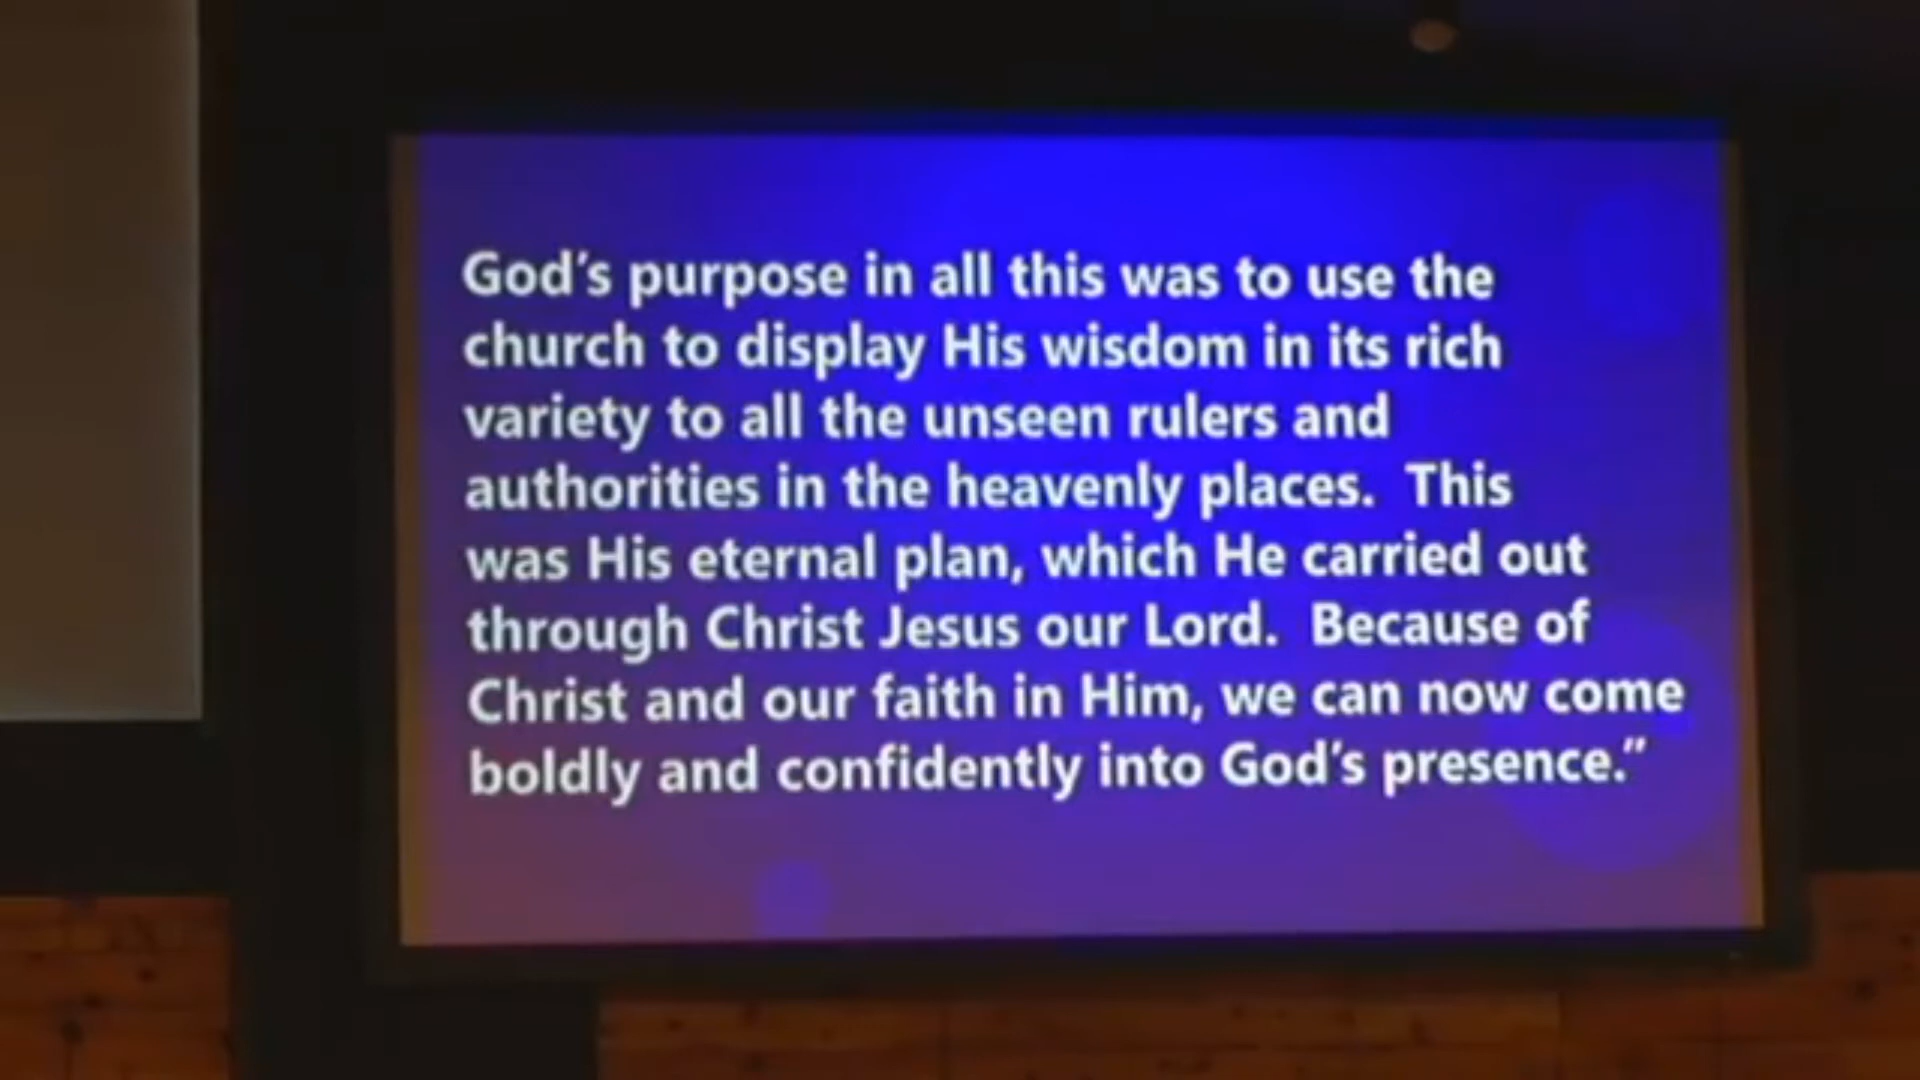 God's purpose in all this was to use the
church to display His wisdom in its rich
variety to all the unseen rulers and
authorities in the heavenly places.  This
was His eternal plan, which He carried out
through Christ Jesus our Lord.  Because of
Christ and our faith in Him, we can now come
boldly and confidently into God's presence.”